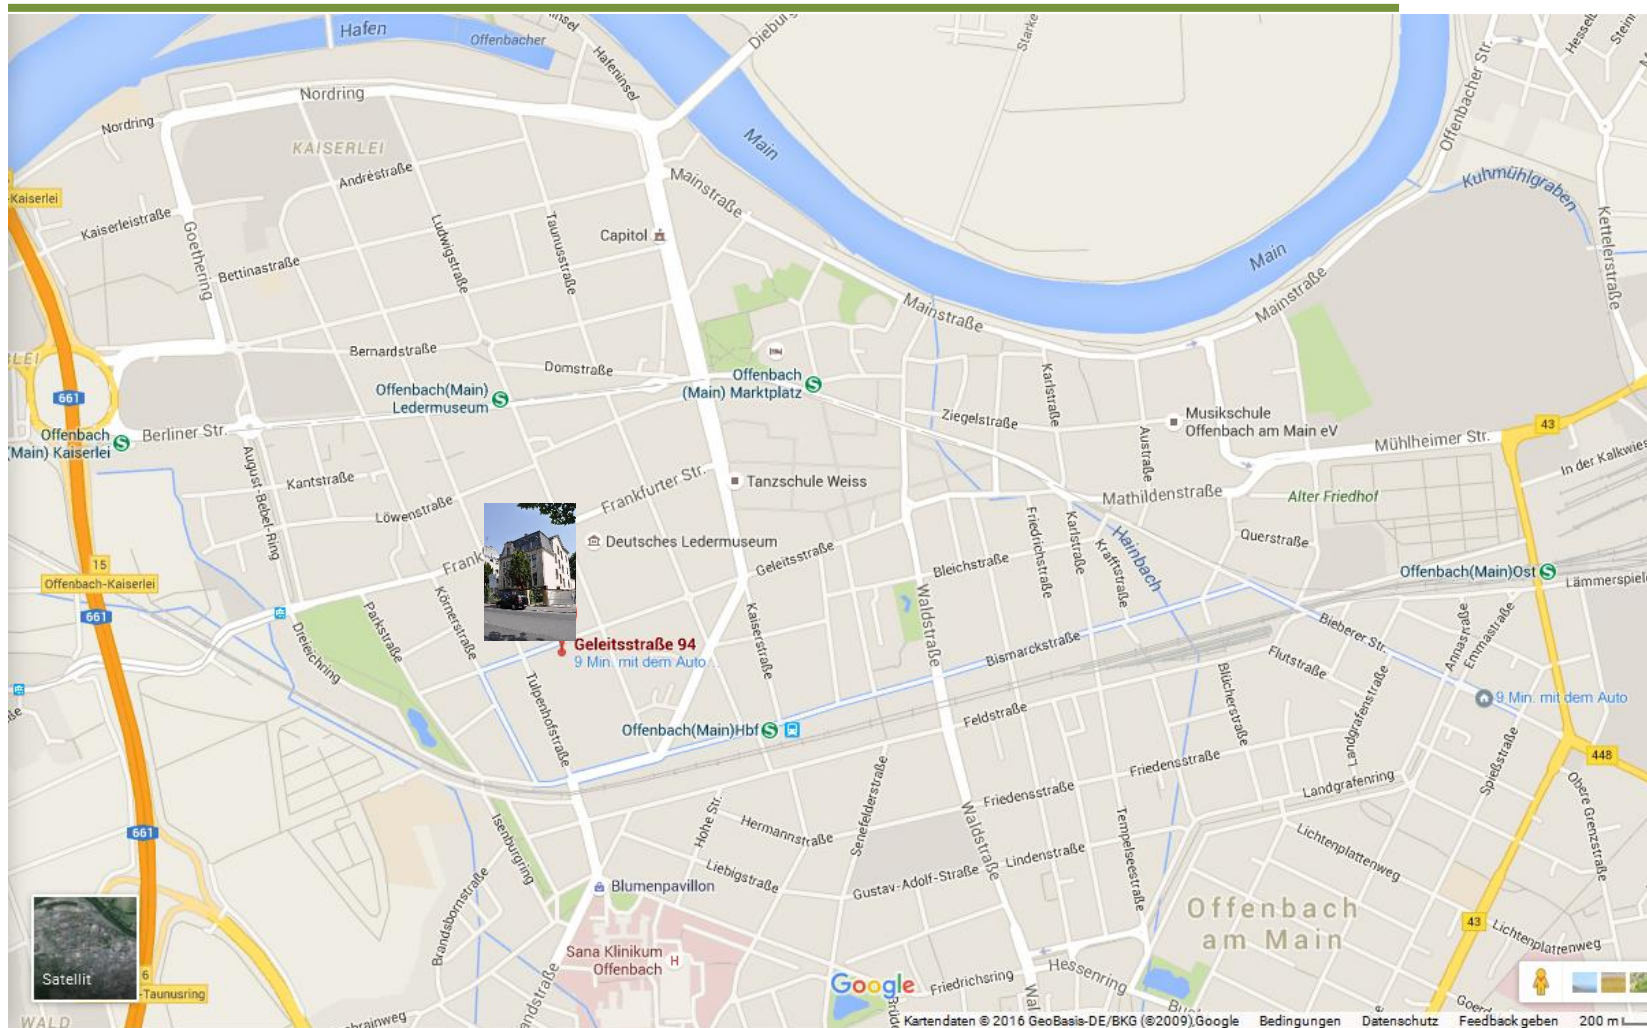 Hafen
Offenbacher
Hafeninsel
Nordring
Nordring
KAISERLEI
Main
Mainstraße
Offenbacher Str.
Kuhmühlgraben
Kettelerstraße
Andréstraße
-Kaiserlei
Kaiserleistraße
Goethering
Ludwigstraße
Taunusstraße
Capitol
Bettinastraße
Main
Mainstraße
Mainstraße
Bernardstraße
Domstraße
Offenbach(Main)
Ledermuseum
Offenbach
(Main) Marktplatz
Karlstraße
Ziegelstraße
Austraße
Musikschule
Offenbach am Main eV
43
Mühlheimer Str.
In der Kalkwies
661
Offenbach
(Main) Kaiserlei
Berliner Str.
August-Bebel-Ring
Kantstraße
Löwenstraße
Frankfurter Str.
Tanzschule Weiss
Mathildenstraße
Alter Friedhof
Deutsches Ledermuseum
Geleitsstraße
Bleichstraße
Friedrichstraße
Karlstraße
Krafftstraße
Hainbach
Querstraße
Offenbach(Main)Ost
Lämmerspiele
15
Offenbach-Kaiserlei
661
Frank
Parkstraße
Körnerstraße
Dreieichring
Geleitsstraße 94
9 Min. mit dem Auto...
Kaiserstraße
Waldstraße
Bismarckstraße
Bieberer Str.
Annastraße
Emmastraße
Flutstraße
Blücherstraße
Landgrafenstraße
9 Min. mit dem Auto
Tulpenhofstraße
Offenbach(Main)Hbf
Feldstraße
Spießstraße
448
Friedensstraße
Friedensstraße
Landgrafenring
Obere Grenzstraße
661
Isenburgring
Hohe Str.
Hermannstraße
Senefelderstraße
Waldstraße
Tempelseestraße
Lichtenplattenweg
Liebigstraße
Lindenstraße
Gustav-Adolf-Straße
Blumenpavillon
Brandsbornstraße
Offenbach
am Main
43
Lichtenplattenweg
Sana Klinikum
Offenbach
H
Satellit
6
-Taunusring
Google
Friedrichsring
Hessenring
WALD
Kartendaten © 2016 GeoBasis-DE/BKG (©2009),Google Bedingungen Datenschutz Feedback geben 200 m